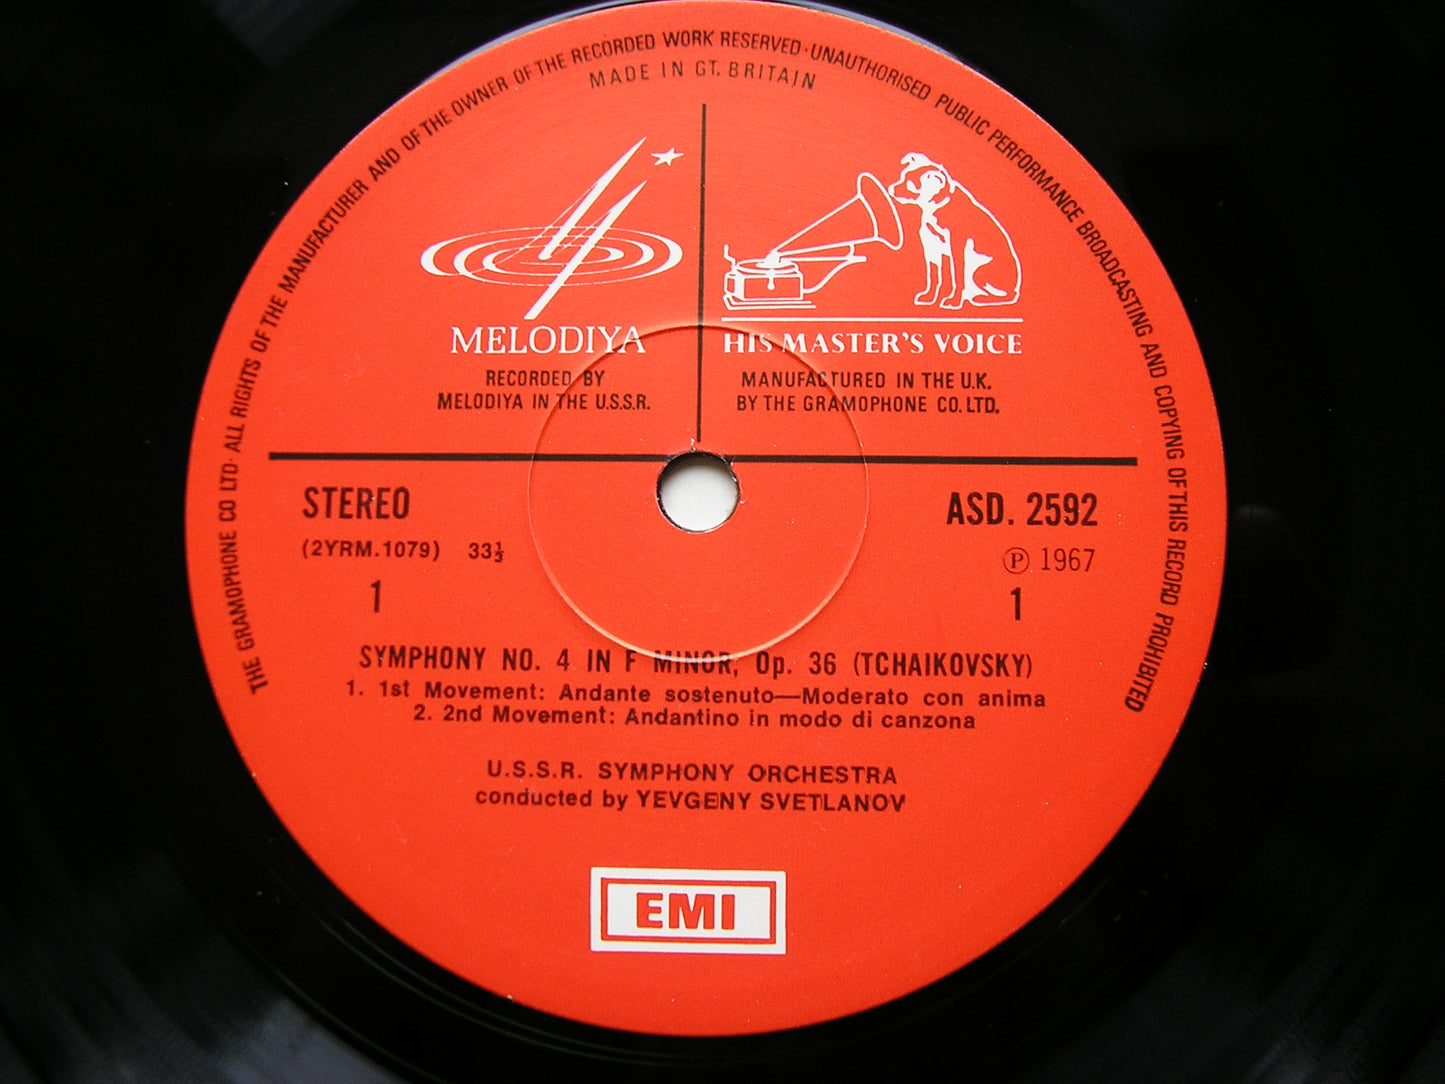 THE GRAMOPHONE CO LTD· ALL RIGHTS OF THE MANUFACTURER AND OF THE OWNER OF THE RECORDED WORK RESERVED·UNAUTHORISED PUBLIC PERFORMANCE BROADCASTING AND COPYING OF THIS RECORD PROHIBITED
MADE IN GT. BRITAIN
MELODIYA
RECORDED BY
MELODIYA IN THE U.S.S.R.
HIS MASTER'S VOICE
MANUFACTURED IN THE U.K.
BY THE GRAMOPHONE CO. LTD.
STEREO
(2YRM.1079) 33⅓
1
ASD. 2592
Ⓟ 1967
1
SYMPHONY NO. 4 IN F MINOR, Op. 36 (TCHAIKOVSKY)
1. 1st Movement: Andante sostenuto—Moderato con anima
2. 2nd Movement: Andantino in modo di canzona
U.S.S.R. SYMPHONY ORCHESTRA
conducted by YEVGENY SVETLANOV
EMI